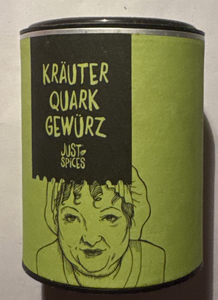 KRÄUTER
QUARK
GEWÜRZ
JUST
SPICES